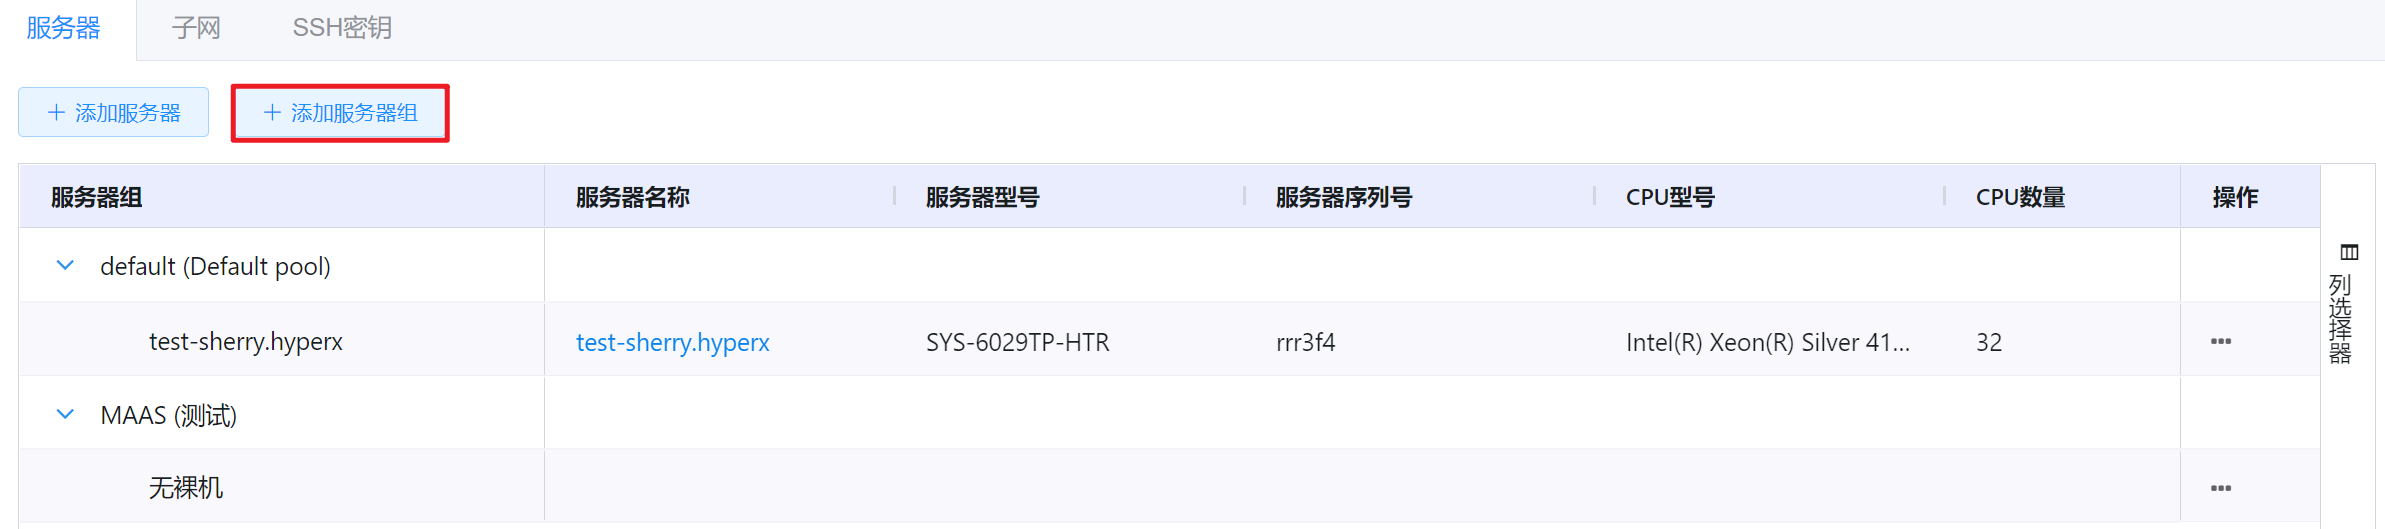 服务器 子网 SSH密钥
添加服务器 添加服务器组
服务器组 服务器名称 服务器型号 服务器序列号 CPU型号 CPU数量 操作
default (Default pool)
test-sherry.hyperx test-sherry.hyperx SYS-6029TP-HTR rrr3f4 Intel(R) Xeon(R) Silver 41... 32
MAAS (测试)
无裸机
列选择器